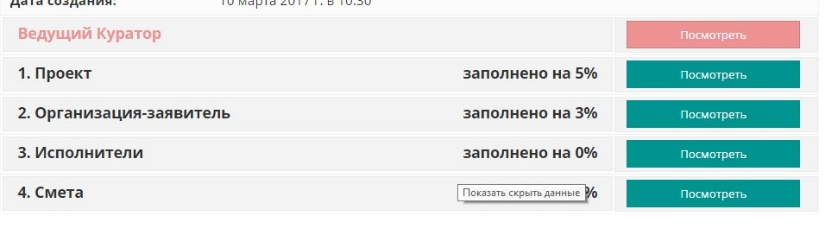 Дата создания: 10 марта 2017 г. в 10:30
Ведущий Куратор Посмотреть
1. Проект заполнено на 5% Посмотреть
2. Организация-заявитель заполнено на 3% Посмотреть
3. Исполнители заполнено на 0% Посмотреть
4. Смета Показать скрыть данные % Посмотреть